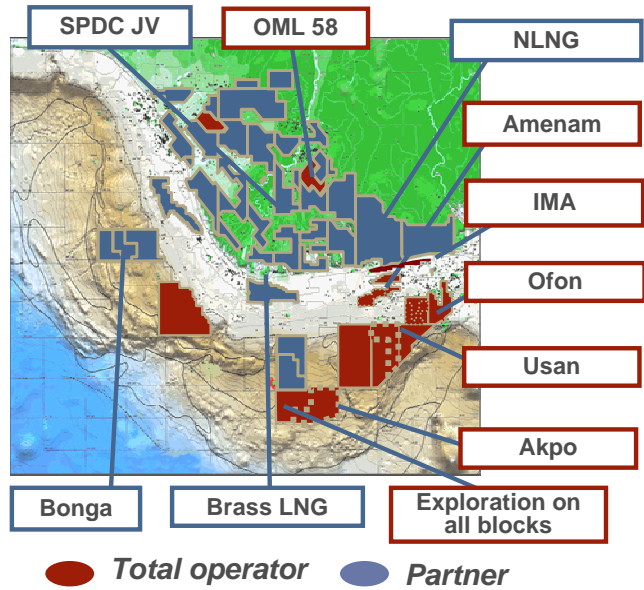 SPDC JV
OML 58
NLNG
Amenam
IMA
Ofon
Usan
Akpo
Bonga
Brass LNG
Exploration on
all blocks
Total operator
Partner